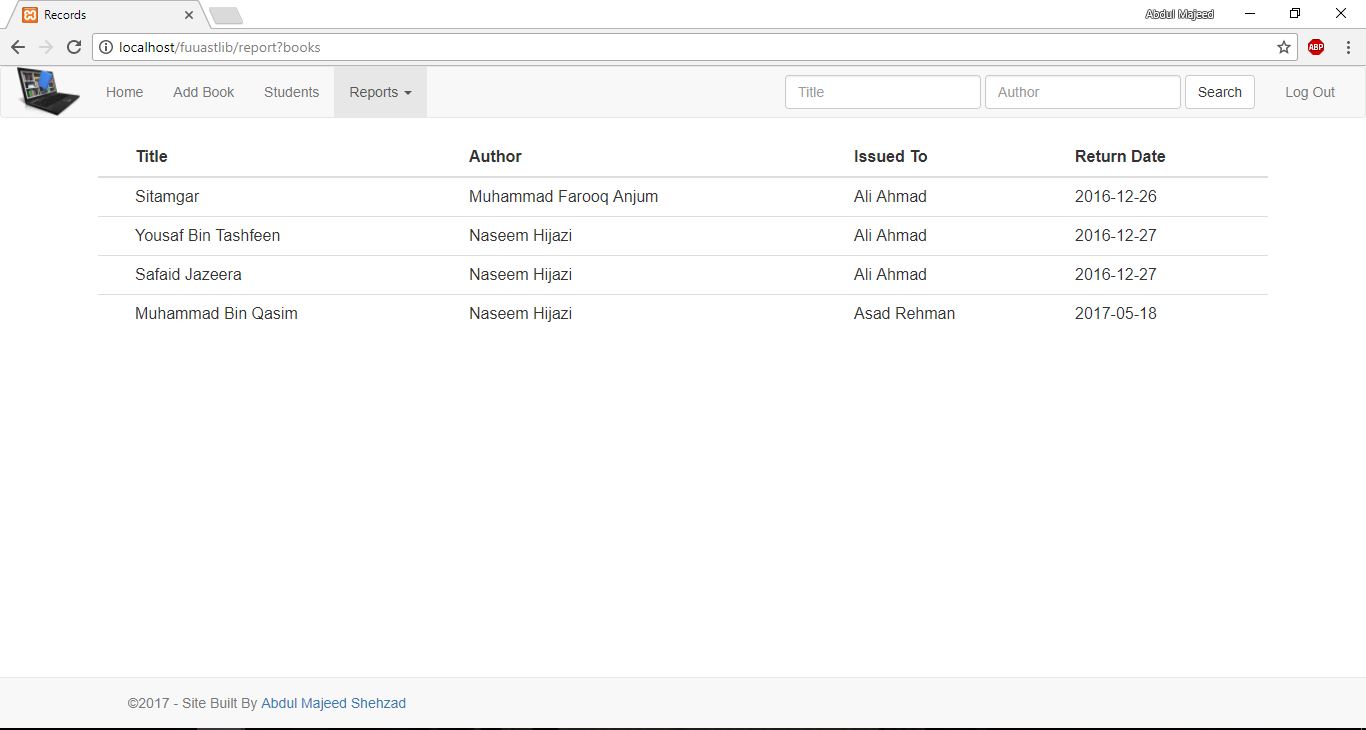 Records
Abdul Majeed
localhost/fuuastlib/report?books
ABP
Home Add Book Students Reports Title Author Search Log Out
Title Author Issued To Return Date
Sitamgar Muhammad Farooq Anjum Ali Ahmad 2016-12-26
Yousaf Bin Tashfeen Naseem Hijazi Ali Ahmad 2016-12-27
Safaid Jazeera Naseem Hijazi Ali Ahmad 2016-12-27
Muhammad Bin Qasim Naseem Hijazi Asad Rehman 2017-05-18
©2017 - Site Built By Abdul Majeed Shehzad